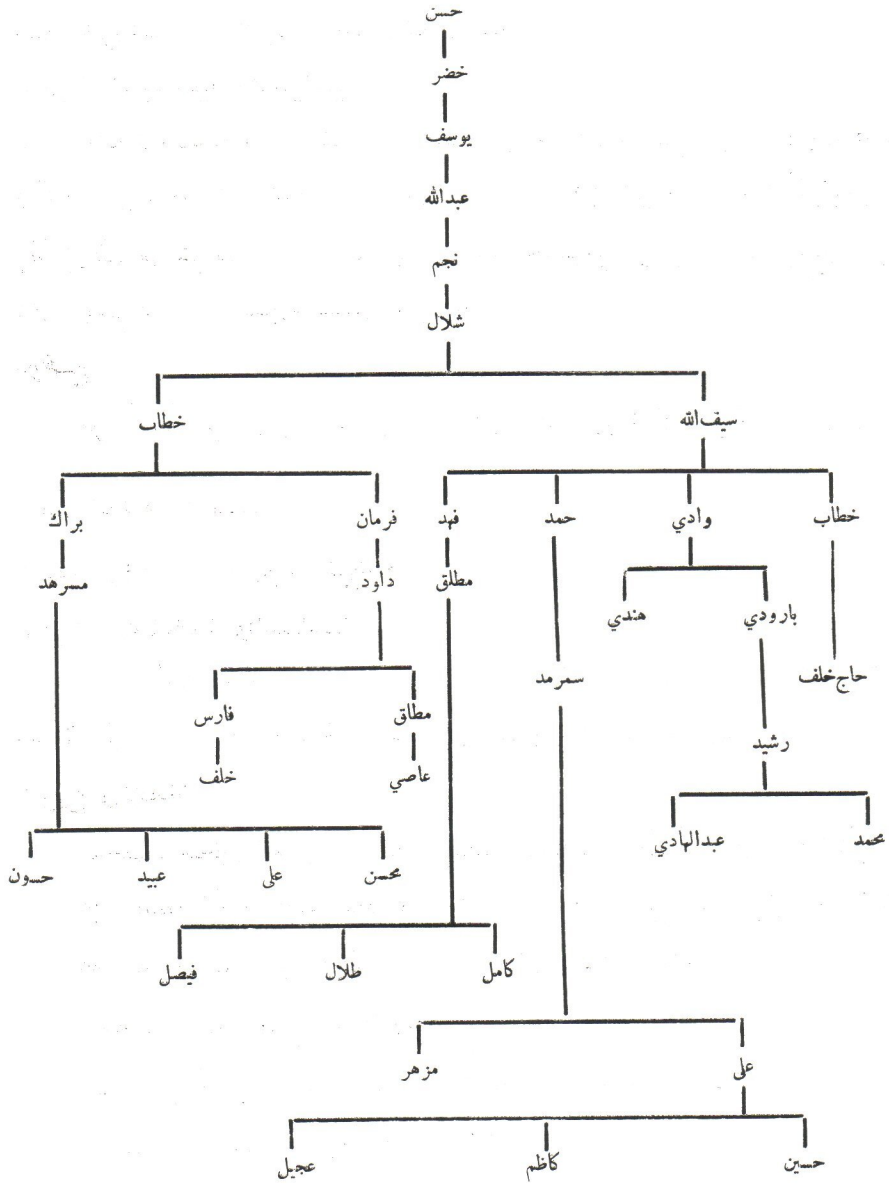 حسن
خضر
يوسف
عبدالله
نجم
شلال
سيف الله
خطاب
خطاب
وادي
حمد
فهد
فرمان
براك
مطلق
داود
مسرهد
بارودي
هندي
حاج خلف
سمرمد
مطلق
فارس
رشيد
عاصي
خلف
محمد
عبدالهادي
محسن
على
عبيد
حسون
كامل
طلال
فيصل
على
مزهر
حسين
كاظم
عجيل